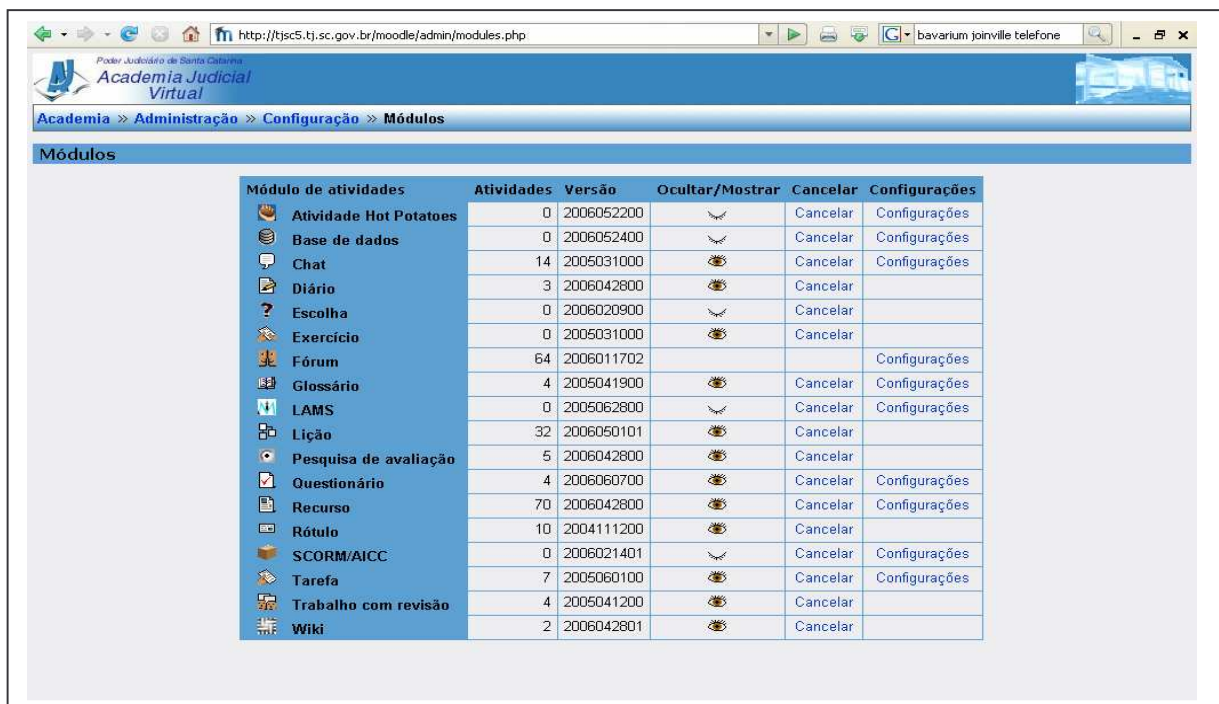 http://tjsc5.tj.sc.gov.br/moodle/admin/modules.php G bavarium joinville telefone
Poder Judiciário de Santa Catarina
Academia Judicial
Virtual
Academia » Administração » Configuração » Módulos
Módulos
Módulo de atividades Atividades Versão Ocultar/Mostrar Cancelar Configurações
Atividade Hot Potatoes 0 2006052200 Cancelar Configurações
Base de dados 0 2006052400 Cancelar Configurações
Chat 14 2005031000 Cancelar Configurações
Diário 3 2006042800 Cancelar
Escolha 0 2006020900 Cancelar
Exercício 0 2005031000 Cancelar
Fórum 64 2006011702 Configurações
Glossário 4 2005041900 Cancelar Configurações
LAMS 0 2005062800 Cancelar Configurações
Lição 32 2006050101 Cancelar
Pesquisa de avaliação 5 2006042800 Cancelar
Questionário 4 2006060700 Cancelar Configurações
Recurso 70 2006042800 Cancelar Configurações
Rótulo 10 2004111200 Cancelar
SCORM/AICC 0 2006021401 Cancelar Configurações
Tarefa 7 2005060100 Cancelar Configurações
Trabalho com revisão 4 2005041200 Cancelar
Wiki 2 2006042801 Cancelar